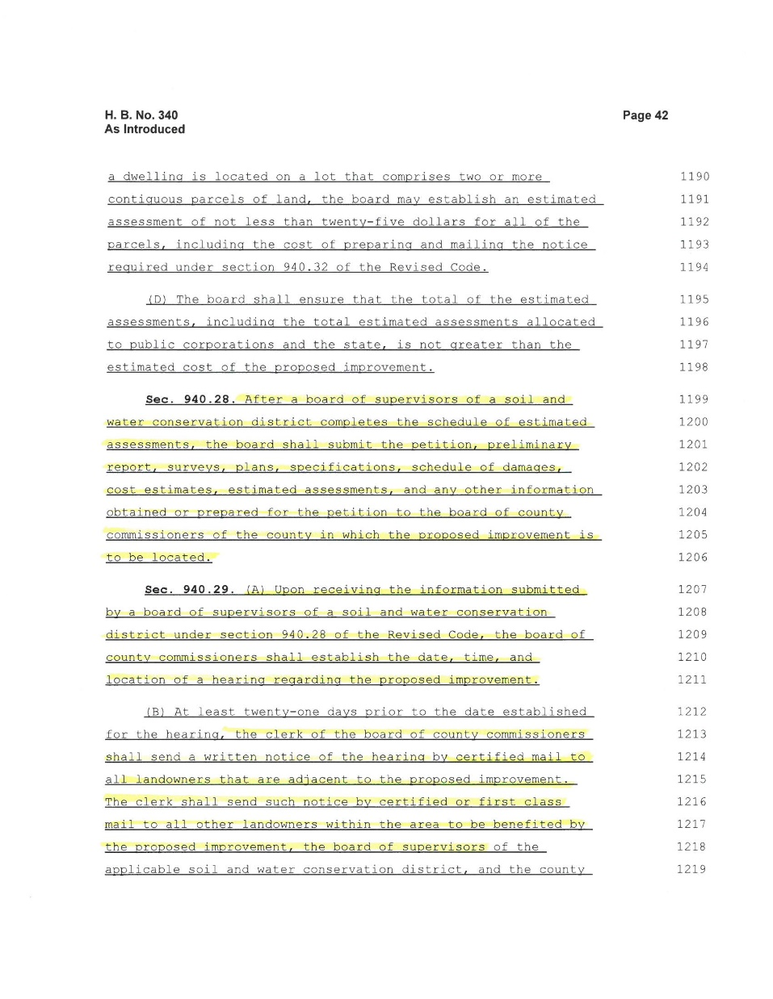 H. B. No. 340 Page 42
As Introduced
a dwelling is located on a lot that comprises two or more 1190
contiguous parcels of land, the board may establish an estimated 1191
assessment of not less than twenty-five dollars for all of the 1192
parcels, including the cost of preparing and mailing the notice 1193
required under section 940.32 of the Revised Code. 1194
(D) The board shall ensure that the total of the estimated 1195
assessments, including the total estimated assessments allocated 1196
to public corporations and the state, is not greater than the 1197
estimated cost of the proposed improvement. 1198
Sec. 940.28. After a board of supervisors of a soil and 1199
water conservation district completes the schedule of estimated 1200
assessments, the board shall submit the petition, preliminary 1201
report, surveys, plans, specifications, schedule of damages, 1202
cost estimates, estimated assessments, and any other information 1203
obtained or prepared for the petition to the board of county 1204
commissioners of the county in which the proposed improvement is 1205
to be located. 1206
Sec. 940.29. (A) Upon receiving the information submitted 1207
by a board of supervisors of a soil and water conservation 1208
district under section 940.28 of the Revised Code, the board of 1209
county commissioners shall establish the date, time, and 1210
location of a hearing regarding the proposed improvement. 1211
(B) At least twenty-one days prior to the date established 1212
for the hearing, the clerk of the board of county commissioners 1213
shall send a written notice of the hearing by certified mail to 1214
all landowners that are adjacent to the proposed improvement. 1215
The clerk shall send such notice by certified or first class 1216
mail to all other landowners within the area to be benefited by 1217
the proposed improvement, the board of supervisors of the 1218
applicable soil and water conservation district, and the county 1219